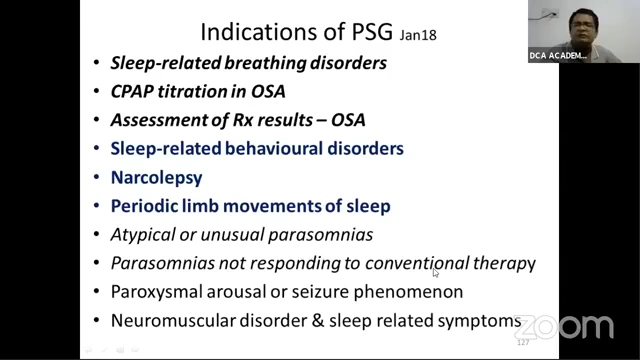 Indications of PSG Jan18
• Sleep-related breathing disorders
• CPAP titration in OSA
• Assessment of Rx results – OSA
• Sleep-related behavioural disorders
• Narcolepsy
• Periodic limb movements of sleep
• Atypical or unusual parasomnias
• Parasomnias not responding to conventional therapy
• Paroxysmal arousal or seizure phenomenon
• Neuromuscular disorder & sleep related symptoms
DCA ACADEM...
zoom
127